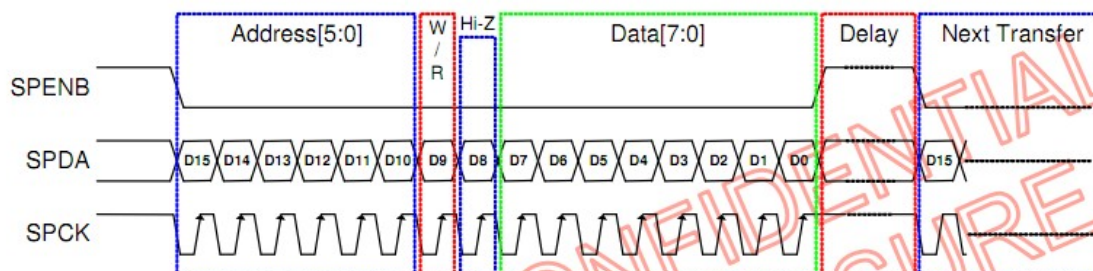 Address[5:0] W / R Hi-Z Data[7:0] Delay Next Transfer
SPENB
SPDA D15 D14 D13 D12 D11 D10 D9 D8 D7 D6 D5 D4 D3 D2 D1 D0 D15
SPCK
CONFIDENTIAL